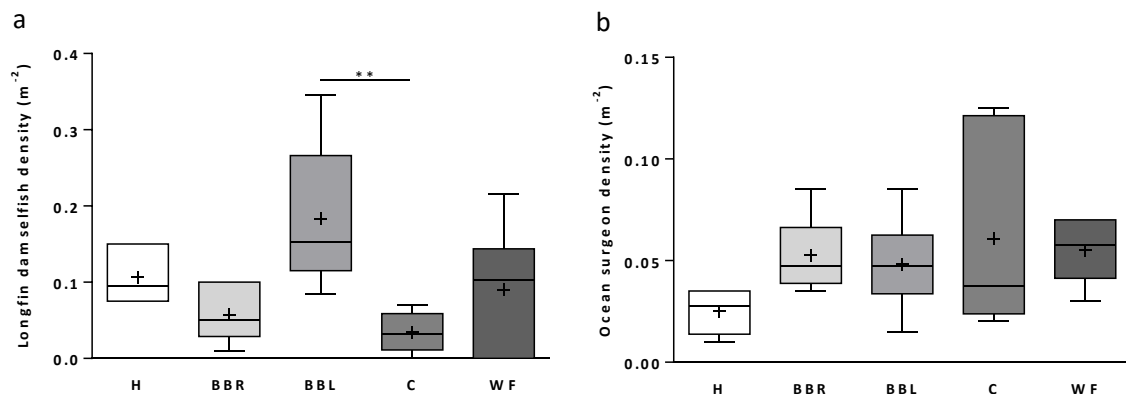 a
Longfin damselfish density (m-2)
0.4
0.3
0.2
0.1
0.0
**
H BBR BBL C WF
b
Ocean surgeon density (m-2)
0.15
0.10
0.05
0.00
H BBR BBL C WF